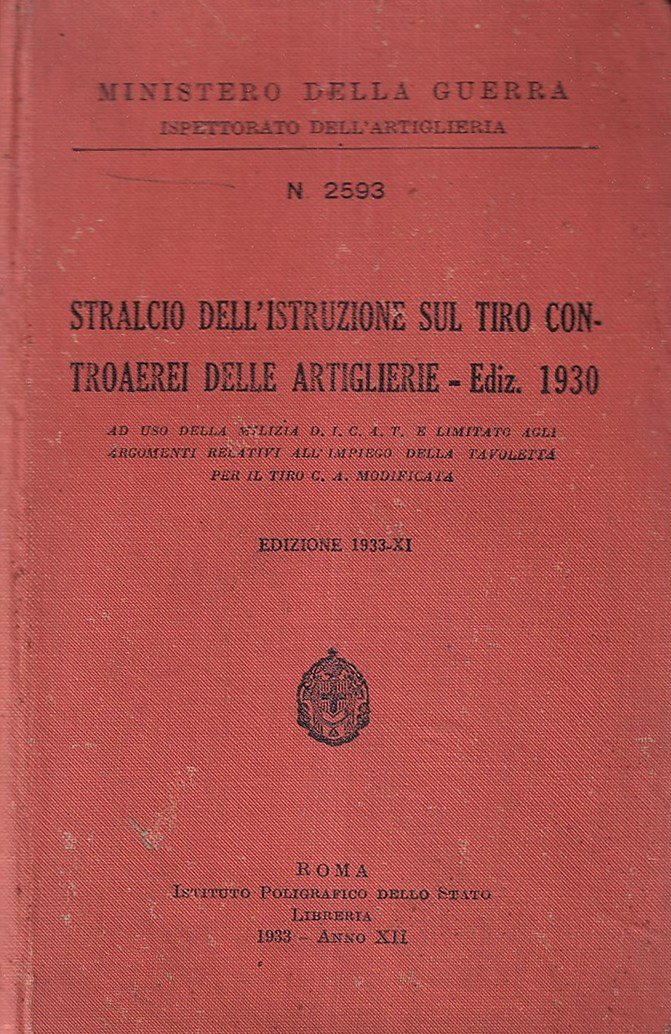 MINISTERO DELLA GUERRA
ISPETTORATO DELL'ARTIGLIERIA
N. 2593
STRALCIO DELL'ISTRUZIONE SUL TIRO CON-
TROAEREI DELLE ARTIGLIERIE - Ediz. 1930
AD USO DELLA MILIZIA D. I. C. A. T. E LIMITATO AGLI
ARGOMENTI RELATIVI ALL'IMPIEGO DELLA TAVOLETTA
PER IL TIRO C. A. MODIFICATA
EDIZIONE 1933-XI
ROMA
ISTITUTO POLIGRAFICO DELLO STATO
LIBRERIA
1933 - ANNO XII